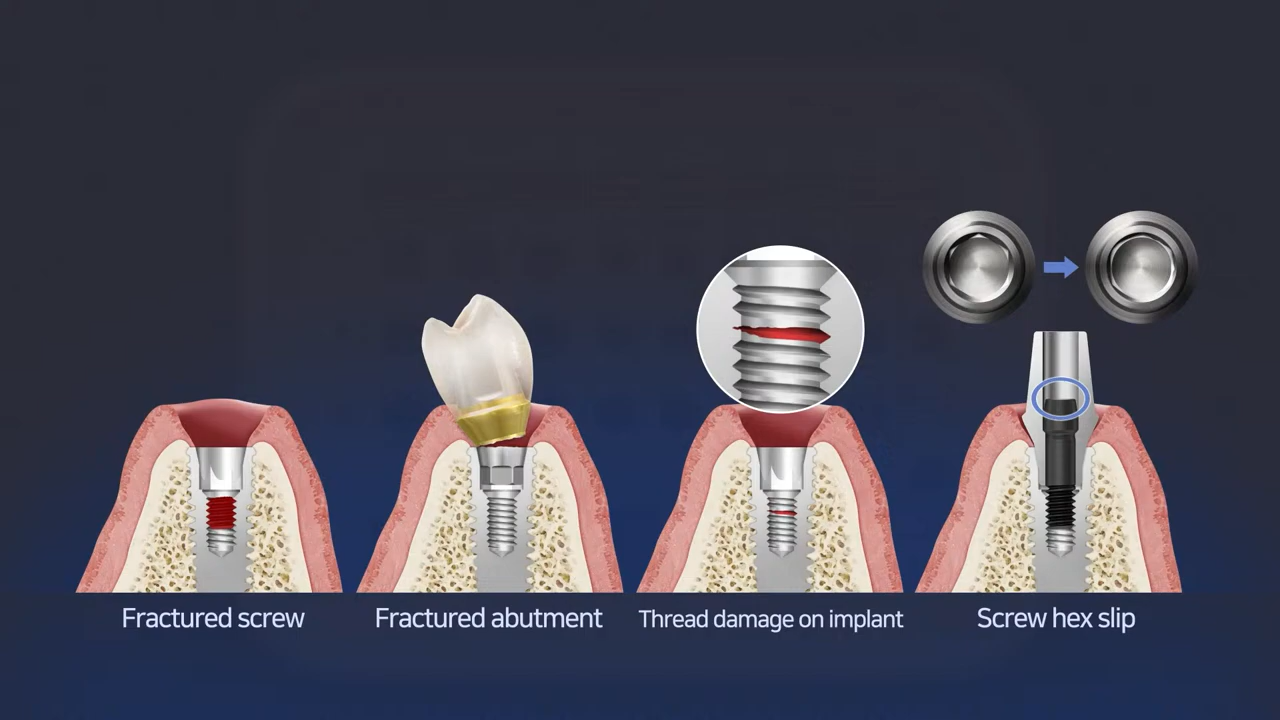 Fractured screw
Fractured abutment
Thread damage on implant
Screw hex slip